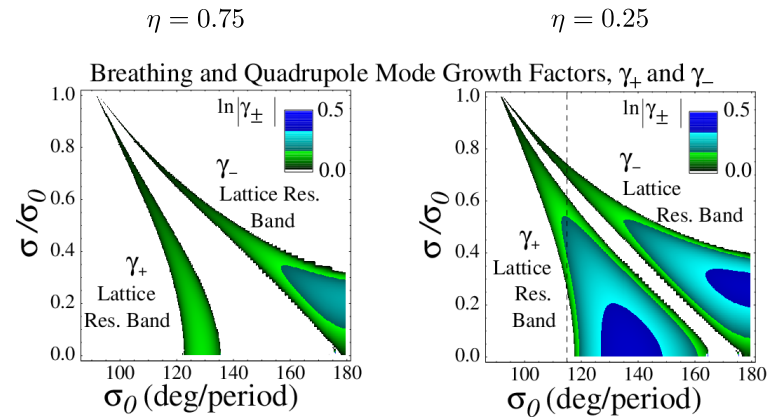 η = 0.75 η = 0.25
Breathing and Quadrupole Mode Growth Factors, γ+ and γ−
ln|γ±| 0.5
0.0
γ−
Lattice Res.
Band
γ+
Lattice
Res. Band
σ/σ0
1.0
0.8
0.6
0.4
0.2
0.0
100 120 140 160 180
σ0 (deg/period)
ln|γ±| 0.5
0.0
γ−
Lattice
Res. Band
γ+
Lattice
Res.
Band
σ/σ0
1.0
0.8
0.6
0.4
0.2
0.0
100 120 140 160 180
σ0 (deg/period)